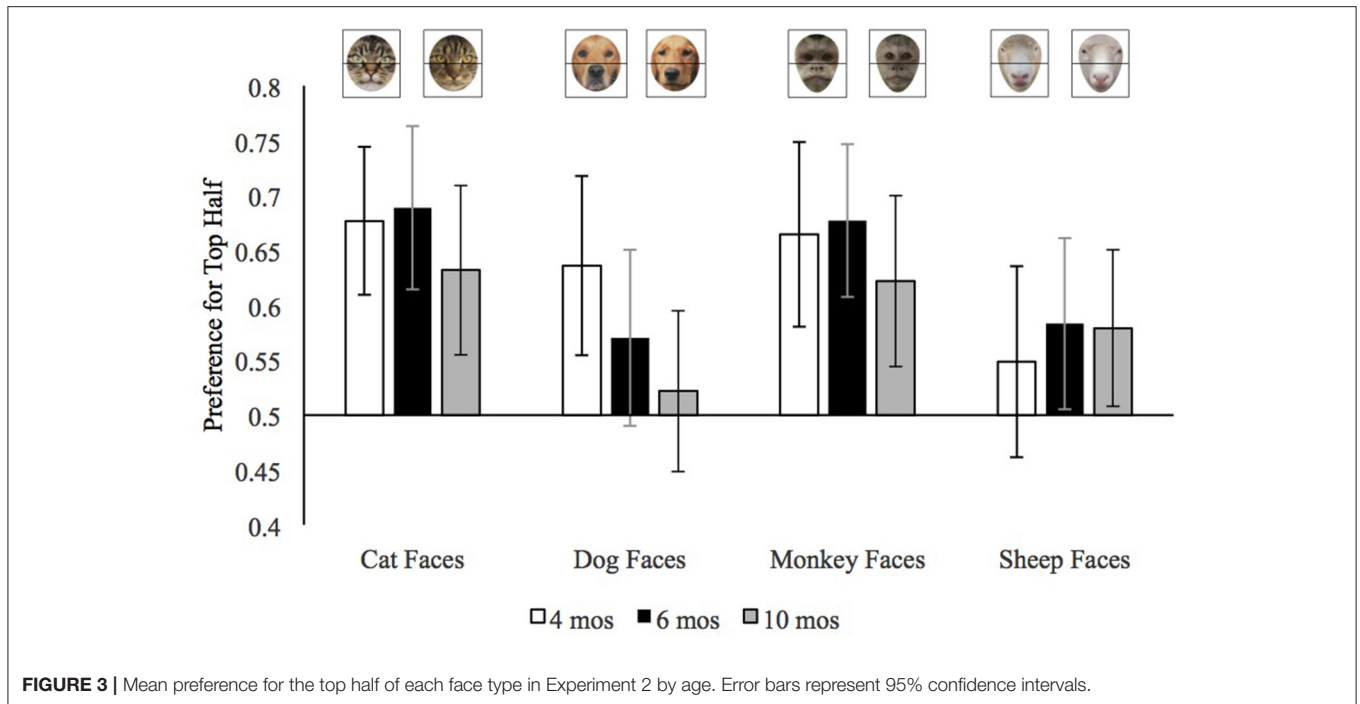 0.8
0.75
0.7
0.65
0.6
0.55
0.5
0.45
0.4
Preference for Top Half
Cat Faces Dog Faces Monkey Faces Sheep Faces
4 mos 6 mos 10 mos
FIGURE 3 | Mean preference for the top half of each face type in Experiment 2 by age. Error bars represent 95% confidence intervals.